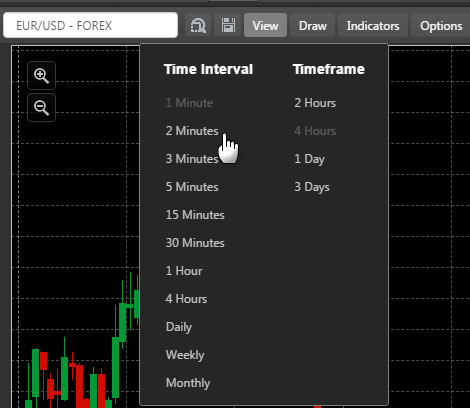 EUR/USD - FOREX
View Draw Indicators Options
Time Interval Timeframe
1 Minute 2 Hours
2 Minutes 4 Hours
3 Minutes 1 Day
5 Minutes 3 Days
15 Minutes
30 Minutes
1 Hour
4 Hours
Daily
Weekly
Monthly